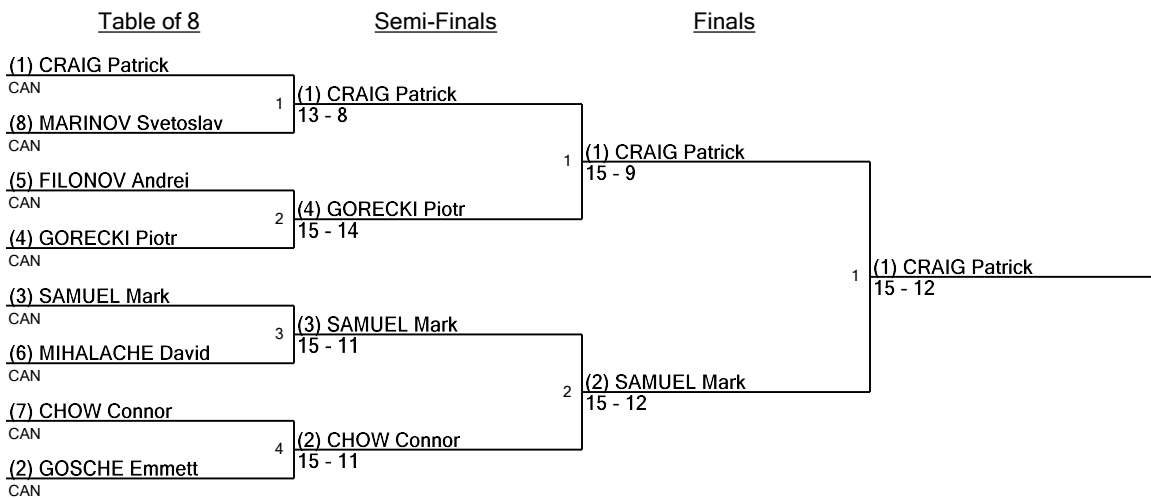 Table of 8
Semi-Finals
Finals
(1) CRAIG Patrick
CAN
1
(8) MARINOV Svetoslav
CAN
(5) FILONOV Andrei
CAN
2
(4) GORECKI Piotr
CAN
(3) SAMUEL Mark
CAN
3
(6) MIHALACHE David
CAN
(7) CHOW Connor
CAN
4
(2) GOSCHE Emmett
CAN
(1) CRAIG Patrick
13 - 8
1
(4) GORECKI Piotr
15 - 14
(3) SAMUEL Mark
15 - 11
2
(2) CHOW Connor
15 - 11
(1) CRAIG Patrick
15 - 9
1
(2) SAMUEL Mark
15 - 12
(1) CRAIG Patrick
15 - 12